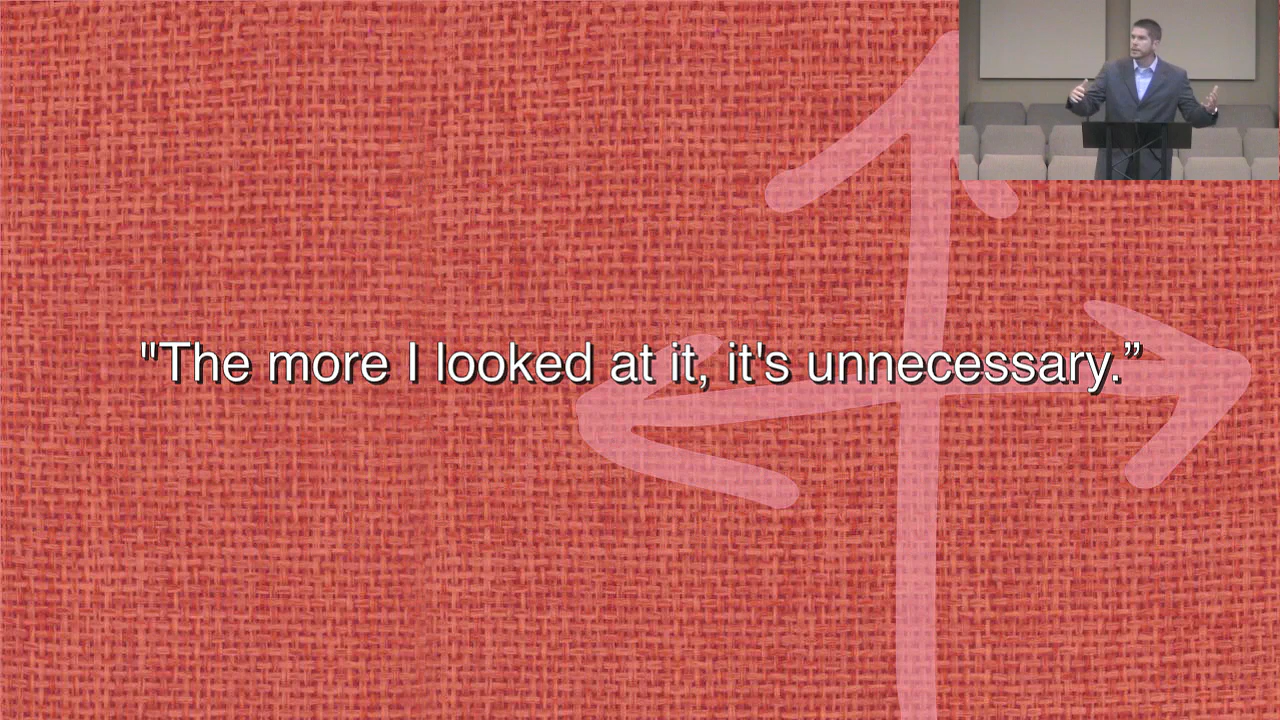 "The more I looked at it, it's unnecessary.”